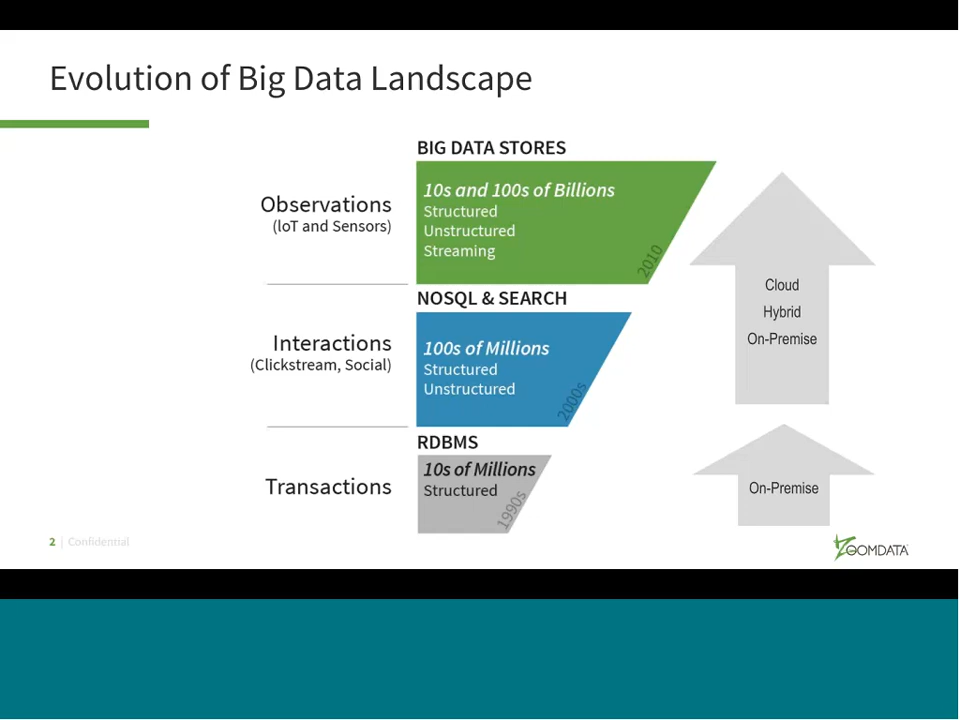 Evolution of Big Data Landscape
BIG DATA STORES
Observations
(IoT and Sensors)
10s and 100s of Billions
Structured
Unstructured
Streaming
2010
NOSQL & SEARCH
Interactions
(Clickstream, Social)
100s of Millions
Structured
Unstructured
2000s
RDBMS
Transactions
10s of Millions
Structured
1990s
Cloud
Hybrid
On-Premise
On-Premise
2 | Confidential
ZOOMDATA